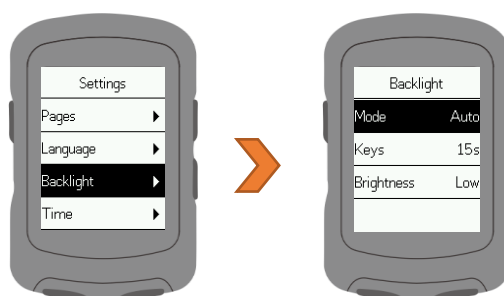 Settings
Pages
Language
Backlight
Time
Backlight
Mode Auto
Keys 15s
Brightness Low